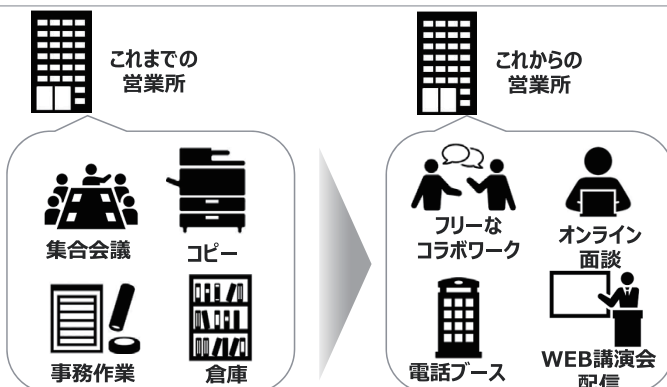 これまでの
営業所
これからの
営業所
集合会議
コピー
事務作業
倉庫
フリーな
コラボワーク
オンライン
面談
電話ブース
WEB講演会
配信